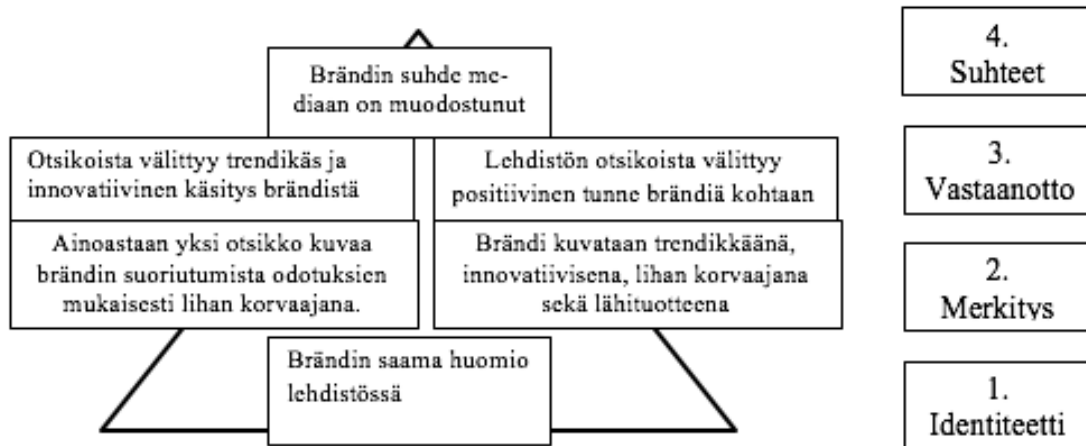 Brändin suhde me-
diaan on muodostunut
Otsikoista välittyy trendikäs ja
innovatiivinen käsitys brändistä
Lehdistön otsikoista välittyy
positiivinen tunne brändiä kohtaan
Ainoastaan yksi otsikko kuvaa
brändin suoriutumista odotuksien
mukaisesti lihan korvaajana.
Brändi kuvataan trendikkäänä,
innovatiivisena, lihan korvaajana
sekä lähituotteena
Brändin saama huomio
lehdistössä
4.
Suhteet
3.
Vastaanotto
2.
Merkitys
1.
Identiteetti